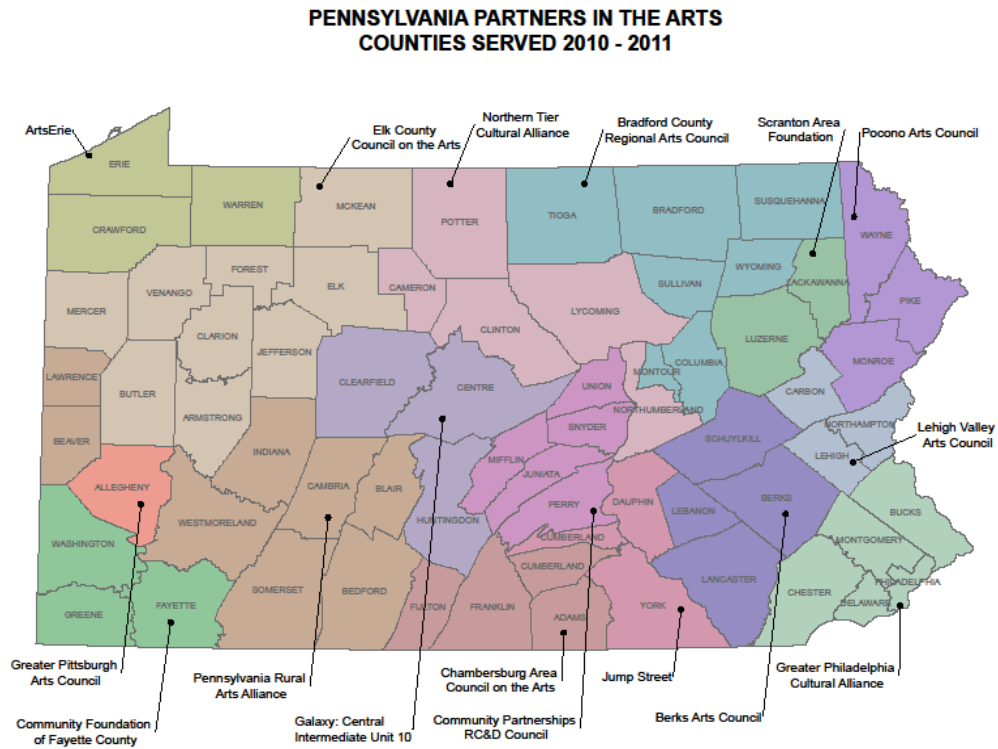 PENNSYLVANIA PARTNERS IN THE ARTS
COUNTIES SERVED 2010 - 2011
ArtsErie
Elk County
Council on the Arts
Northern Tier
Cultural Alliance
Bradford County
Regional Arts Council
Scranton Area
Foundation
Pocono Arts Council
ERIE
CRAWFORD
WARREN
MCKEAN
POTTER
TIOGA
BRADFORD
SUSQUEHANNA
WAYNE
MERCER
VENANGO
FOREST
ELK
CAMERON
CLINTON
LYCOMING
SULLIVAN
WYOMING
LACKAWANNA
PIKE
CLARION
JEFFERSON
LUZERNE
MONROE
LAWRENCE
BUTLER
ARMSTRONG
CLEARFIELD
CENTRE
UNION
MONTOUR
COLUMBIA
CARBON
NORTHUMBERLAND
SNYDER
NORTHAMPTON
BEAVER
INDIANA
MIFFLIN
JUNIATA
SCHUYLKILL
LEHIGH
Lehigh Valley
Arts Council
ALLEGHENY
CAMBRIA
BLAIR
HUNTINGDON
PERRY
DAUPHIN
LEBANON
BERKS
BUCKS
WASHINGTON
WESTMORELAND
CUMBERLAND
CUMBERLAND
MONTGOMERY
PHILADELPHIA
GREENE
FAYETTE
SOMERSET
BEDFORD
FULTON
FRANKLIN
ADAMS
YORK
LANCASTER
CHESTER
DELAWARE
Greater Pittsburgh
Arts Council
Community Foundation
of Fayette County
Pennsylvania Rural
Arts Alliance
Galaxy: Central
Intermediate Unit 10
Chambersburg Area
Council on the Arts
Community Partnerships
RC&D Council
Jump Street
Berks Arts Council
Greater Philadelphia
Cultural Alliance